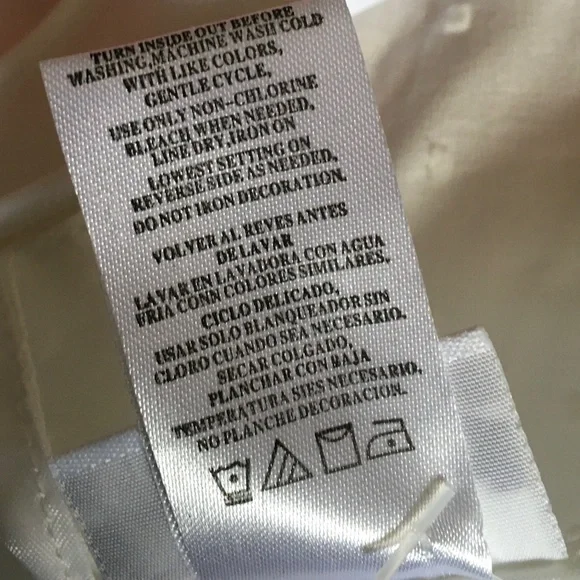 TURN INSIDE OUT BEFORE
WASHING.MACHINE WASH COLD
WITH LIKE COLORS,
GENTLE CYCLE,
USE ONLY NON-CHLORINE
BLEACH WHEN NEEDED.
LINE DRY.IRON ON
LOWEST SETTING ON
REVERSE SIDE AS NEEDED.
DO NOT IRON DECORATION.
VOLVER AL REVES ANTES
DE LAVAR
LAVAR EN LAVADORA CON AGUA
FRIA CONN COLORES SIMILARES.
CICLO DELICADO,
USAR SOLO BLANQUEADOR SIN
CLORO CUANDO SEA NECESARIO.
SECAR COLGADO.
PLANCHAR CON BAJA
TEMPERATURA SIES NECESARIO.
NO PLANCHE DECORACION.